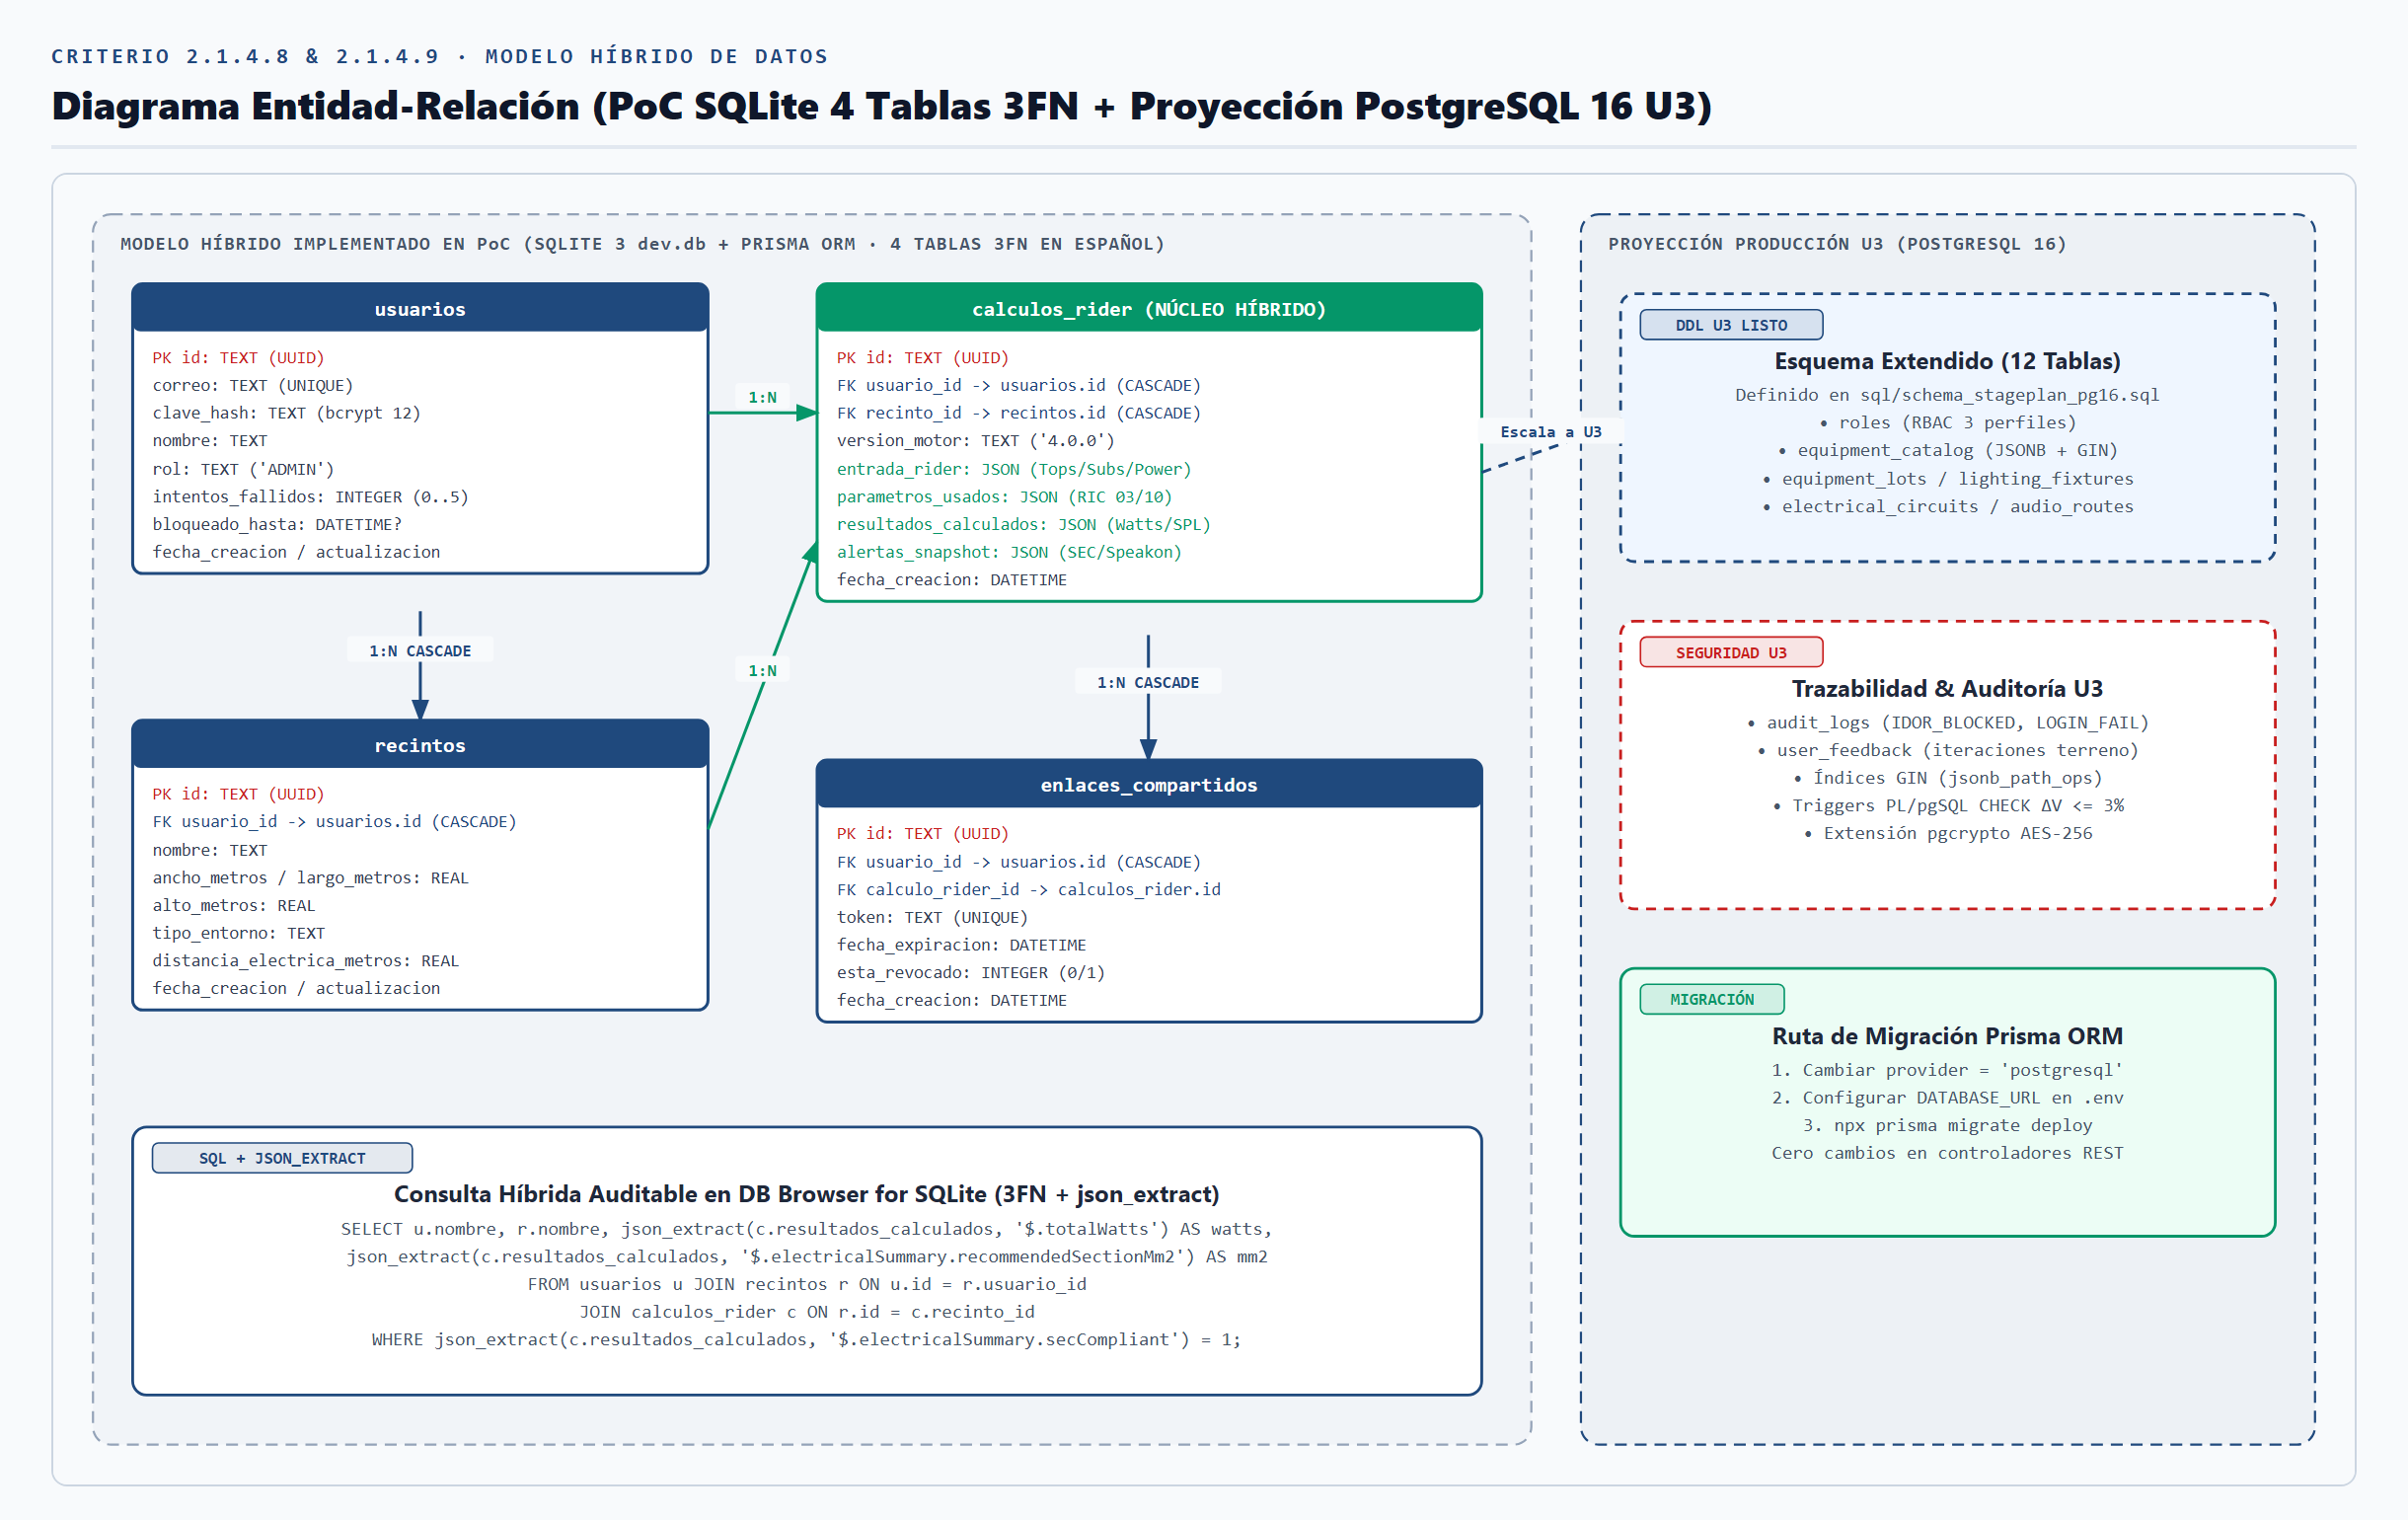 CRITERIO 2.1.4.8 & 2.1.4.9 · MODELO HÍBRIDO DE DATOS
Diagrama Entidad-Relación (PoC SQLite 4 Tablas 3FN + Proyección PostgreSQL 16 U3)
MODELO HÍBRIDO IMPLEMENTADO EN PoC (SQLITE 3 dev.db + PRISMA ORM · 4 TABLAS 3FN EN ESPAÑOL)
usuarios
PK id: TEXT (UUID)
correo: TEXT (UNIQUE)
clave_hash: TEXT (bcrypt 12)
nombre: TEXT
rol: TEXT ('ADMIN')
intentos_fallidos: INTEGER (0..5)
bloqueado_hasta: DATETIME?
fecha_creacion / actualizacion
1:N
calculos_rider (NÚCLEO HÍBRIDO)
PK id: TEXT (UUID)
FK usuario_id -> usuarios.id (CASCADE)
FK recinto_id -> recintos.id (CASCADE)
version_motor: TEXT ('4.0.0')
entrada_rider: JSON (Tops/Subs/Power)
parametros_usados: JSON (RIC 03/10)
resultados_calculados: JSON (Watts/SPL)
alertas_snapshot: JSON (SEC/Speakon)
fecha_creacion: DATETIME
Escala a U3
1:N CASCADE
1:N
1:N CASCADE
recintos
PK id: TEXT (UUID)
FK usuario_id -> usuarios.id (CASCADE)
nombre: TEXT
ancho_metros / largo_metros: REAL
alto_metros: REAL
tipo_entorno: TEXT
distancia_electrica_metros: REAL
fecha_creacion / actualizacion
enlaces_compartidos
PK id: TEXT (UUID)
FK usuario_id -> usuarios.id (CASCADE)
FK calculo_rider_id -> calculos_rider.id
token: TEXT (UNIQUE)
fecha_expiracion: DATETIME
esta_revocado: INTEGER (0/1)
fecha_creacion: DATETIME
SQL + JSON_EXTRACT
Consulta Híbrida Auditable en DB Browser for SQLite (3FN + json_extract)
SELECT u.nombre, r.nombre, json_extract(c.resultados_calculados, '$.totalWatts') AS watts,
json_extract(c.resultados_calculados, '$.electricalSummary.recommendedSectionMm2') AS mm2
FROM usuarios u JOIN recintos r ON u.id = r.usuario_id
JOIN calculos_rider c ON r.id = c.recinto_id
WHERE json_extract(c.resultados_calculados, '$.electricalSummary.secCompliant') = 1;
PROYECCIÓN PRODUCCIÓN U3 (POSTGRESQL 16)
DDL U3 LISTO
Esquema Extendido (12 Tablas)
Definido en sql/schema_stageplan_pg16.sql
• roles (RBAC 3 perfiles)
• equipment_catalog (JSONB + GIN)
• equipment_lots / lighting_fixtures
• electrical_circuits / audio_routes
SEGURIDAD U3
Trazabilidad & Auditoría U3
• audit_logs (IDOR_BLOCKED, LOGIN_FAIL)
• user_feedback (iteraciones terreno)
• Índices GIN (jsonb_path_ops)
• Triggers PL/pgSQL CHECK ΔV <= 3%
• Extensión pgcrypto AES-256
MIGRACIÓN
Ruta de Migración Prisma ORM
1. Cambiar provider = 'postgresql'
2. Configurar DATABASE_URL en .env
3. npx prisma migrate deploy
Cero cambios en controladores REST